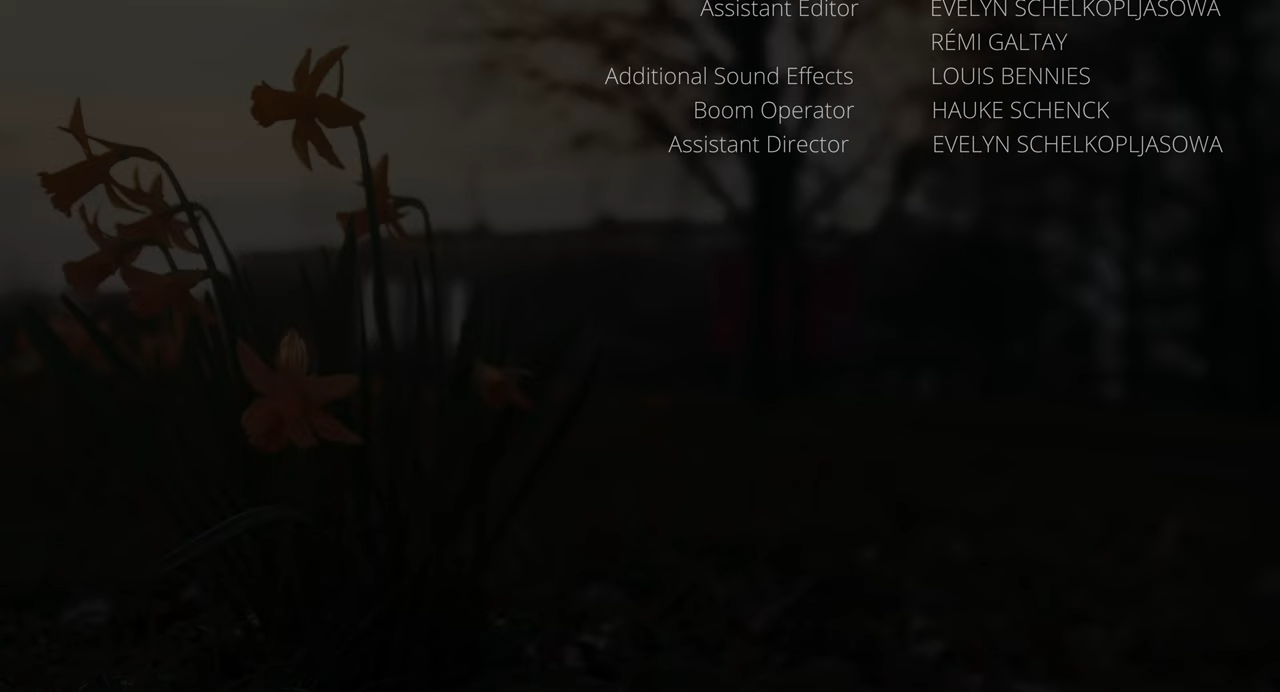 Assistant Editor EVELYN SCHELKOPLJASOWA
RÉMI GALTAY
Additional Sound Effects LOUIS BENNIES
Boom Operator HAUKE SCHENCK
Assistant Director EVELYN SCHELKOPLJASOWA